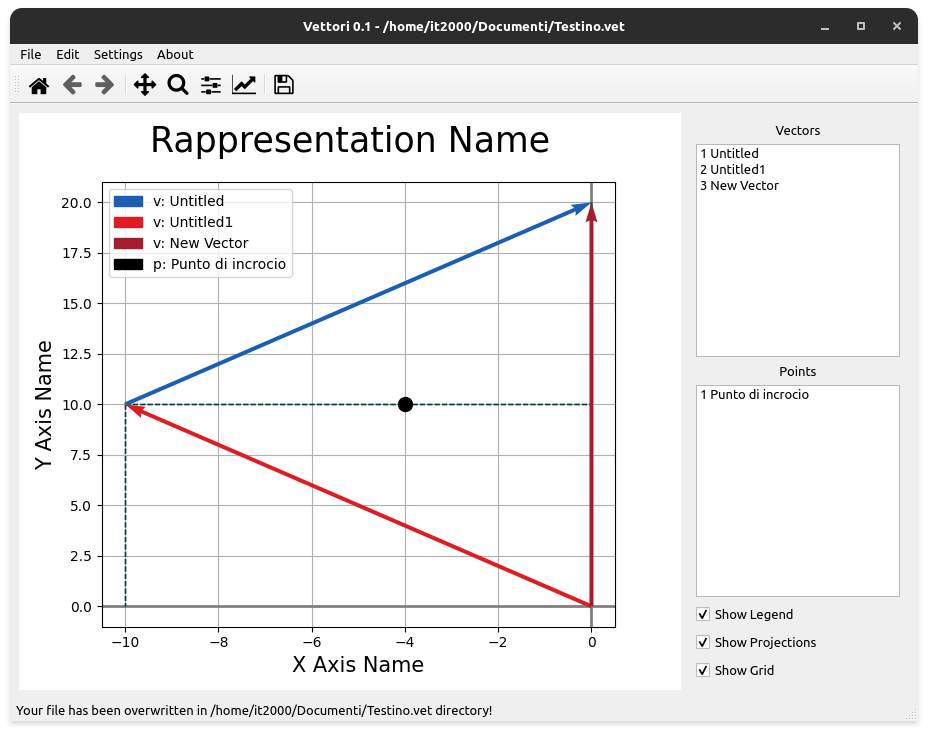 Vettori 0.1 - /home/it2000/Documenti/Testino.vet
File Edit Settings About
Rappresentation Name
v: Untitled
v: Untitled1
v: New Vector
p: Punto di incrocio
20.0
17.5
15.0
12.5
10.0
7.5
5.0
2.5
0.0
Y Axis Name
−10 −8 −6 −4 −2 0
X Axis Name
Vectors
1 Untitled
2 Untitled1
3 New Vector
Points
1 Punto di incrocio
Show Legend
Show Projections
Show Grid
Your file has been overwritten in /home/it2000/Documenti/Testino.vet directory!